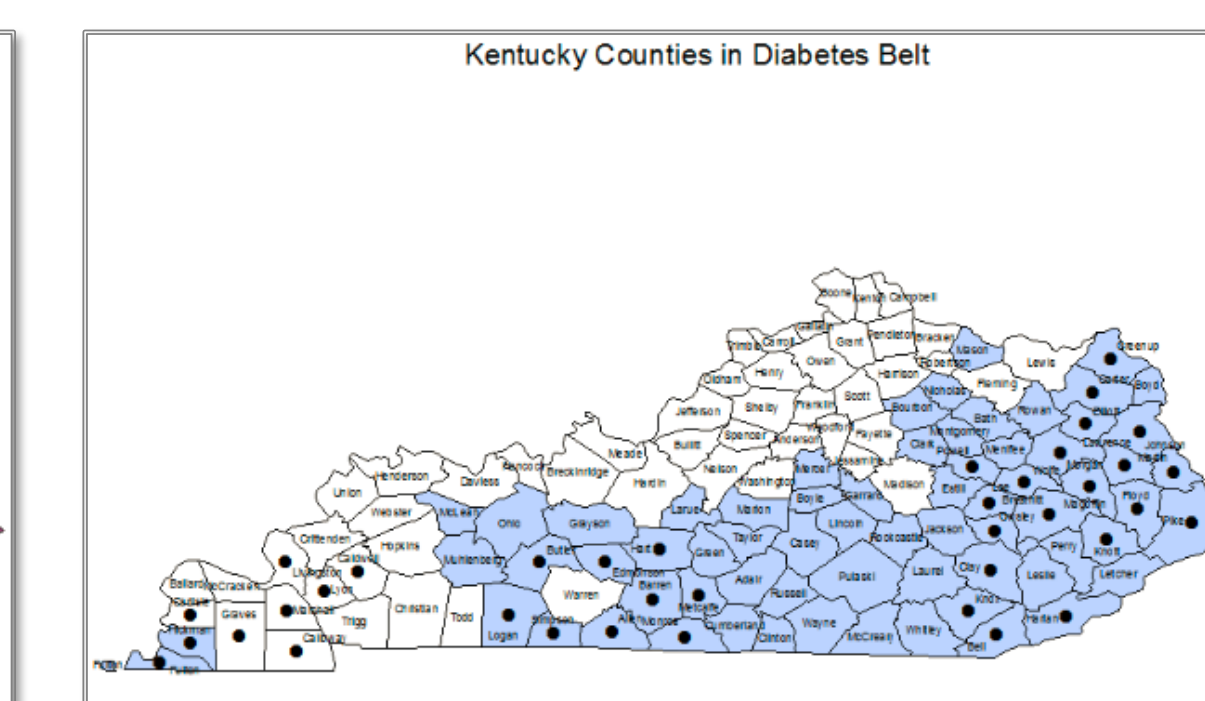 Kentucky Counties in Diabetes Belt
Boone
Kenton
Campbell
Gallatin
Grant
Pendleton
Bracken
Mason
Trimble
Carroll
Owen
Robertson
Lewis
Greenup
Oldham
Henry
Harrison
Fleming
Carter
Boyd
Jefferson
Shelby
Franklin
Scott
Nicholas
Bourbon
Rowan
Elliott
Bath
Bullitt
Spencer
Anderson
Woodford
Fayette
Montgomery
Clark
Powell
Menifee
Lawrence
Johnson
Martin
Meade
Breckinridge
Hancock
Hardin
Nelson
Washington
Mercer
Jessamine
Madison
Estill
Lee
Wolfe
Morgan
Magoffin
Floyd
Pike
Henderson
Daviess
Union
Webster
McLean
Ohio
Grayson
Larue
Marion
Boyle
Garrard
Breathitt
Owsley
Lincoln
Rockcastle
Jackson
Crittenden
Hopkins
Muhlenberg
Butler
Hart
Green
Taylor
Casey
Perry
Knott
Letcher
Caldwell
Livingston
Lyon
Edmonson
Barren
Adair
Russell
Pulaski
Laurel
Clay
Leslie
Ballard
McCracken
Carlisle
Graves
Marshall
Trigg
Christian
Todd
Logan
Simpson
Warren
Allen
Monroe
Metcalfe
Cumberland
Clinton
Wayne
McCreary
Whitley
Knox
Harlan
Bell
Hickman
Calloway
Fulton
Fulton